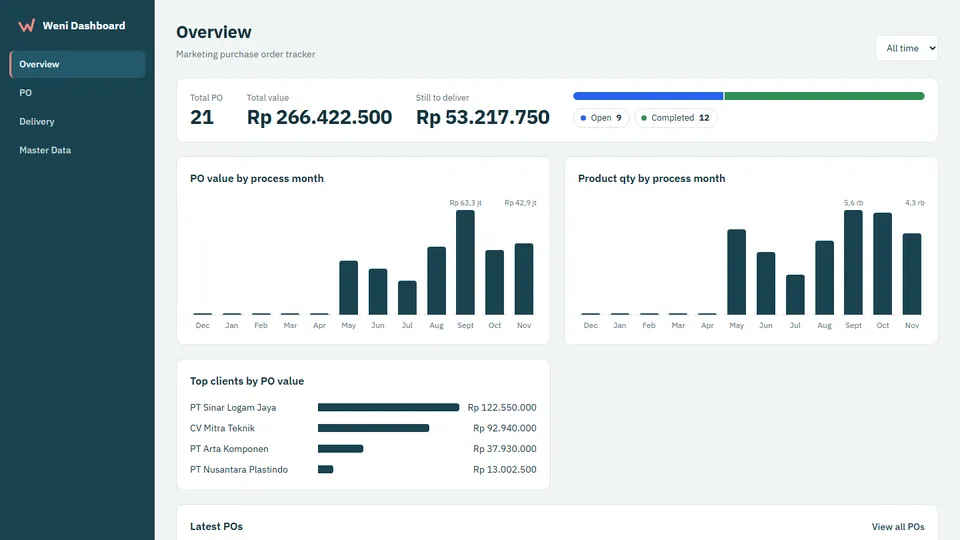 Weni Dashboard
Overview
PO
Delivery
Master Data
Overview
Marketing purchase order tracker
All time
Total PO
21
Total value
Rp 266.422.500
Still to deliver
Rp 53.217.750
Open 9
Completed 12
PO value by process month
Rp 63,3 jt
Rp 42,9 jt
Dec Jan Feb Mar Apr May Jun Jul Aug Sept Oct Nov
Product qty by process month
5,6 rb
4,3 rb
Dec Jan Feb Mar Apr May Jun Jul Aug Sept Oct Nov
Top clients by PO value
PT Sinar Logam Jaya Rp 122.550.000
CV Mitra Teknik Rp 92.940.000
PT Arta Komponen Rp 37.930.000
PT Nusantara Plastindo Rp 13.002.500
Latest POs
View all POs